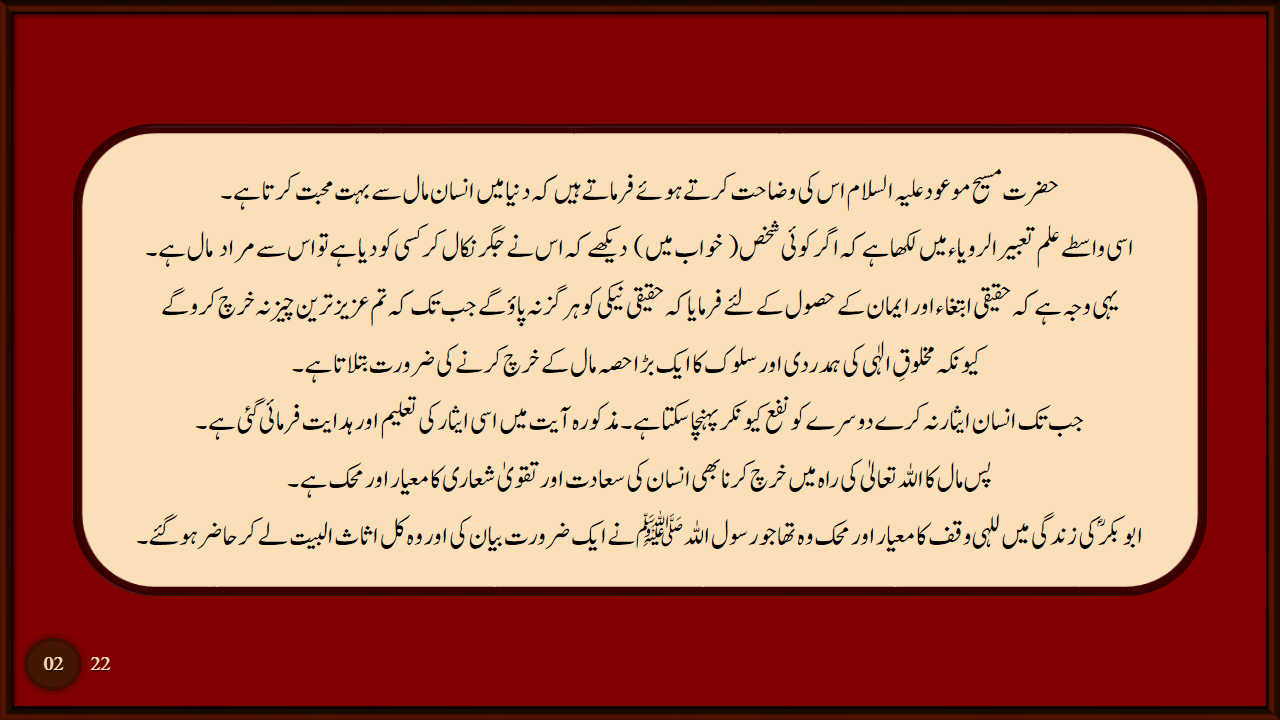 حضرت مسیح موعود علیہ السلام اس کی وضاحت کرتے ہوئے فرماتے ہیں کہ دنیا میں انسان مال سے بہت محبت کرتا ہے۔
اسی واسطے علم تعبیر الرویاء میں لکھا ہے کہ اگر کوئی شخص( خواب میں) دیکھے کہ اس نے جگر نکال کر کسی کو دیا ہے تو اس سے مراد مال ہے۔
یہی وجہ ہے کہ حقیقی ابتغاء اور ایمان کے حصول کے لئے فرمایا کہ حقیقی نیکی کو ہر گز نہ پاؤ گے جب تک کہ تم عزیز ترین چیز نہ خرچ کرو گے
کیونکہ مخلوقِ الٰہی کی ہمدردی اور سلوک کا ایک بڑا حصہ مال کے خرچ کرنے کی ضرورت بتلاتا ہے۔
جب تک انسان ایثار نہ کرے دوسرے کو نفع کیونکر پہنچا سکتا ہے۔ مذکورہ آیت میں اسی ایثار کی تعلیم اور ہدایت فرمائی گئی ہے۔
پس مال کا اللہ تعالیٰ کی راہ میں خرچ کرنا بھی انسان کی سعادت اور تقویٰ شعاری کا معیار اور محک ہے۔
ابو بکرؓ کی زندگی میں للہی وقف کا معیار اور محک وہ تھا جو رسول اللہ ﷺ نے ایک ضرورت بیان کی اور وہ کل اثاث البیت لے کر حاضر ہو گئے۔
02 22